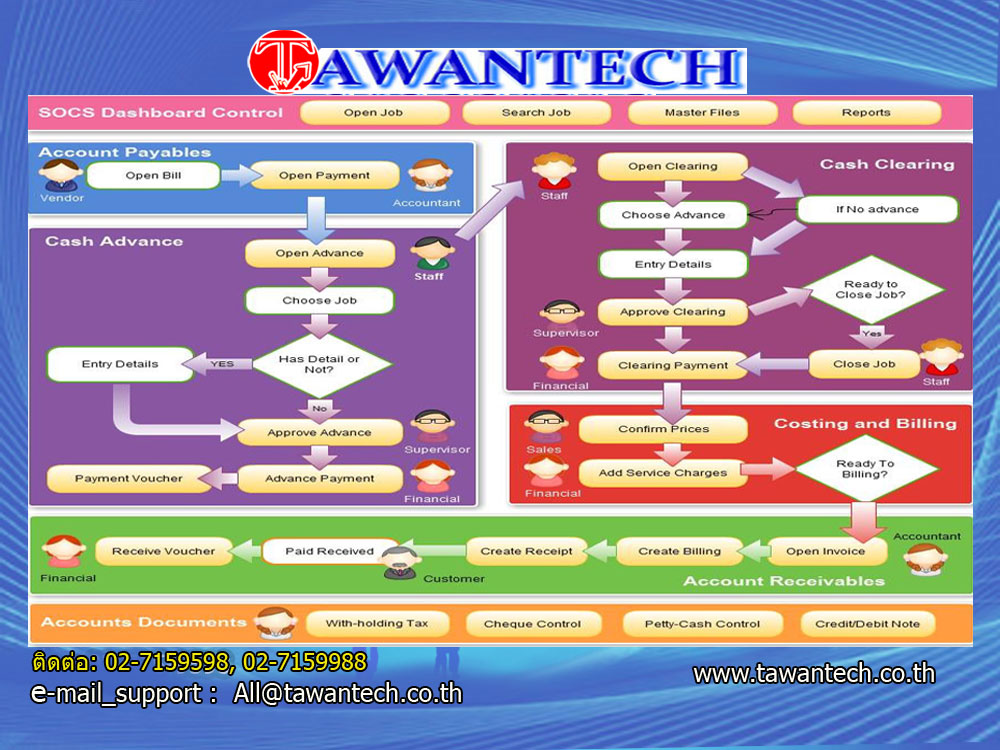 TAWANTECH
SOCS Dashboard Control
Open Job
Search Job
Master Files
Reports
Account Payables
Vendor
Open Bill
Open Payment
Accountant
Cash Advance
Open Advance
Staff
Choose Job
Has Detail or
Not?
YES
Entry Details
No
Approve Advance
Supervisor
Payment Voucher
Advance Payment
Financial
Cash Clearing
Staff
Open Clearing
Choose Advance
If No advance
Entry Details
Ready to
Close Job?
Supervisor
Approve Clearing
Yes
Financial
Clearing Payment
Close Job
Staff
Costing and Billing
Sales
Confirm Prices
Financial
Add Service Charges
Ready To
Billing?
Financial
Receive Voucher
Paid Received
Customer
Create Receipt
Create Billing
Open Invoice
Accountant
Account Receivables
Accounts Documents
With-holding Tax
Cheque Control
Petty-Cash Control
Credit/Debit Note
ติดต่อ: 02-7159598, 02-7159988
e-mail_support : All@tawantech.co.th
www.tawantech.co.th